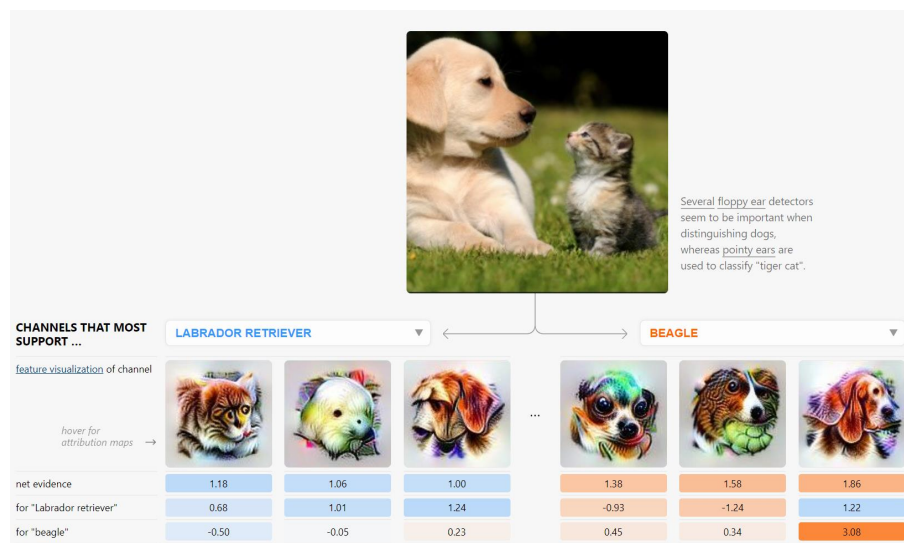 Several floppy ear detectors
seem to be important when
distinguishing dogs,
whereas pointy ears are
used to classify "tiger cat".
CHANNELS THAT MOST
SUPPORT ...
LABRADOR RETRIEVER
BEAGLE
feature visualization of channel
hover for
attribution maps →
...
net evidence 1.18 1.06 1.00 1.38 1.58 1.86
for "Labrador retriever" 0.68 1.01 1.24 -0.93 -1.24 1.22
for "beagle" -0.50 -0.05 0.23 0.45 0.34 3.08